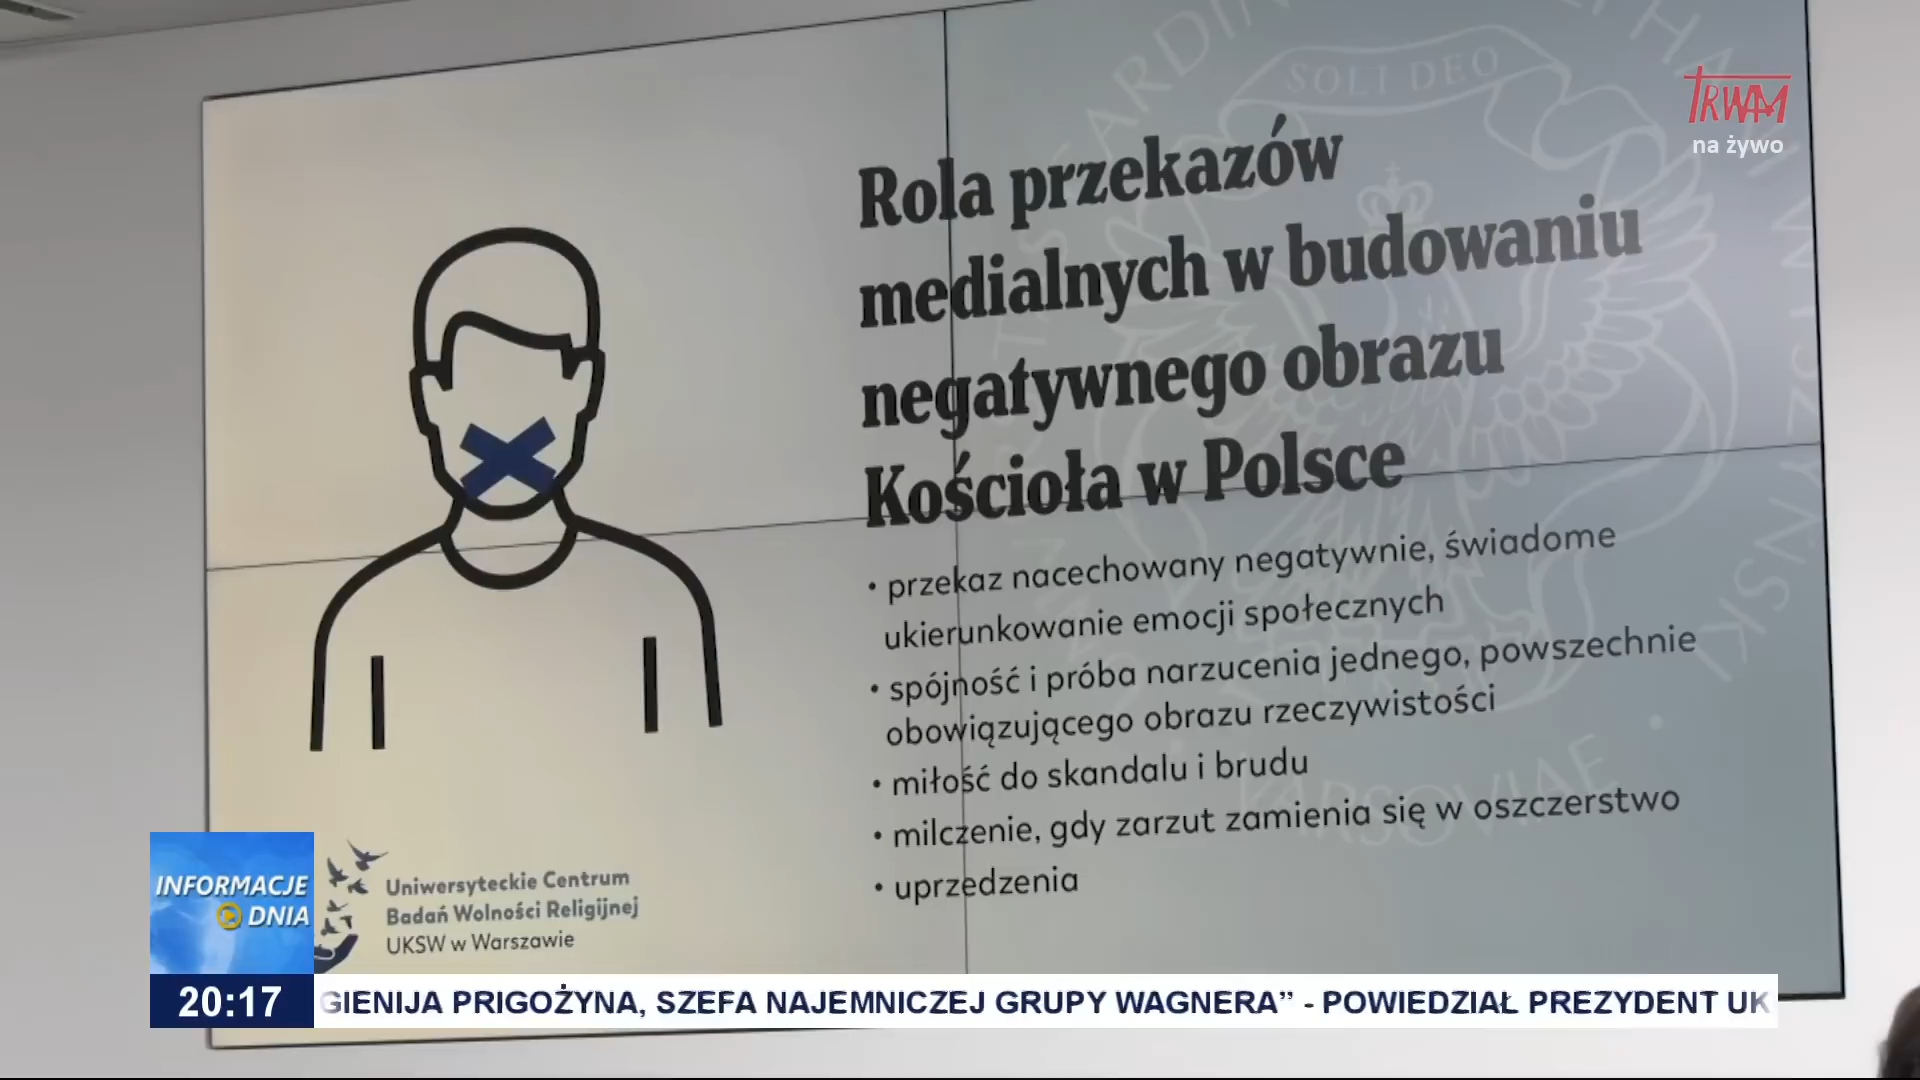 SOLI DEO
TRWAM
na żywo
Rola przekazów
medialnych w budowaniu
negatywnego obrazu
Kościoła w Polsce
• przekaz nacechowany negatywnie, świadome
ukierunkowanie emocji społecznych
• spójność i próba narzucenia jednego, powszechnie
obowiązującego obrazu rzeczywistości
• miłość do skandalu i brudu
• milczenie, gdy zarzut zamienia się w oszczerstwo
• uprzedzenia
Uniwersyteckie Centrum
Badań Wolności Religijnej
UKSW w Warszawie
INFORMACJE
DNIA
20:17
GIENIJA PRIGOŻYNA, SZEFA NAJEMNICZEJ GRUPY WAGNERA” - POWIEDZIAŁ PREZYDENT UK